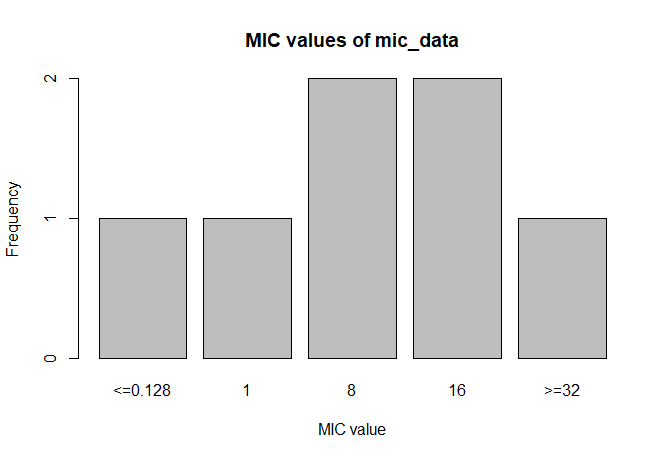 MIC values of mic_data
Frequency
2
1
0
<=0.128 1 8 16 >=32
MIC value